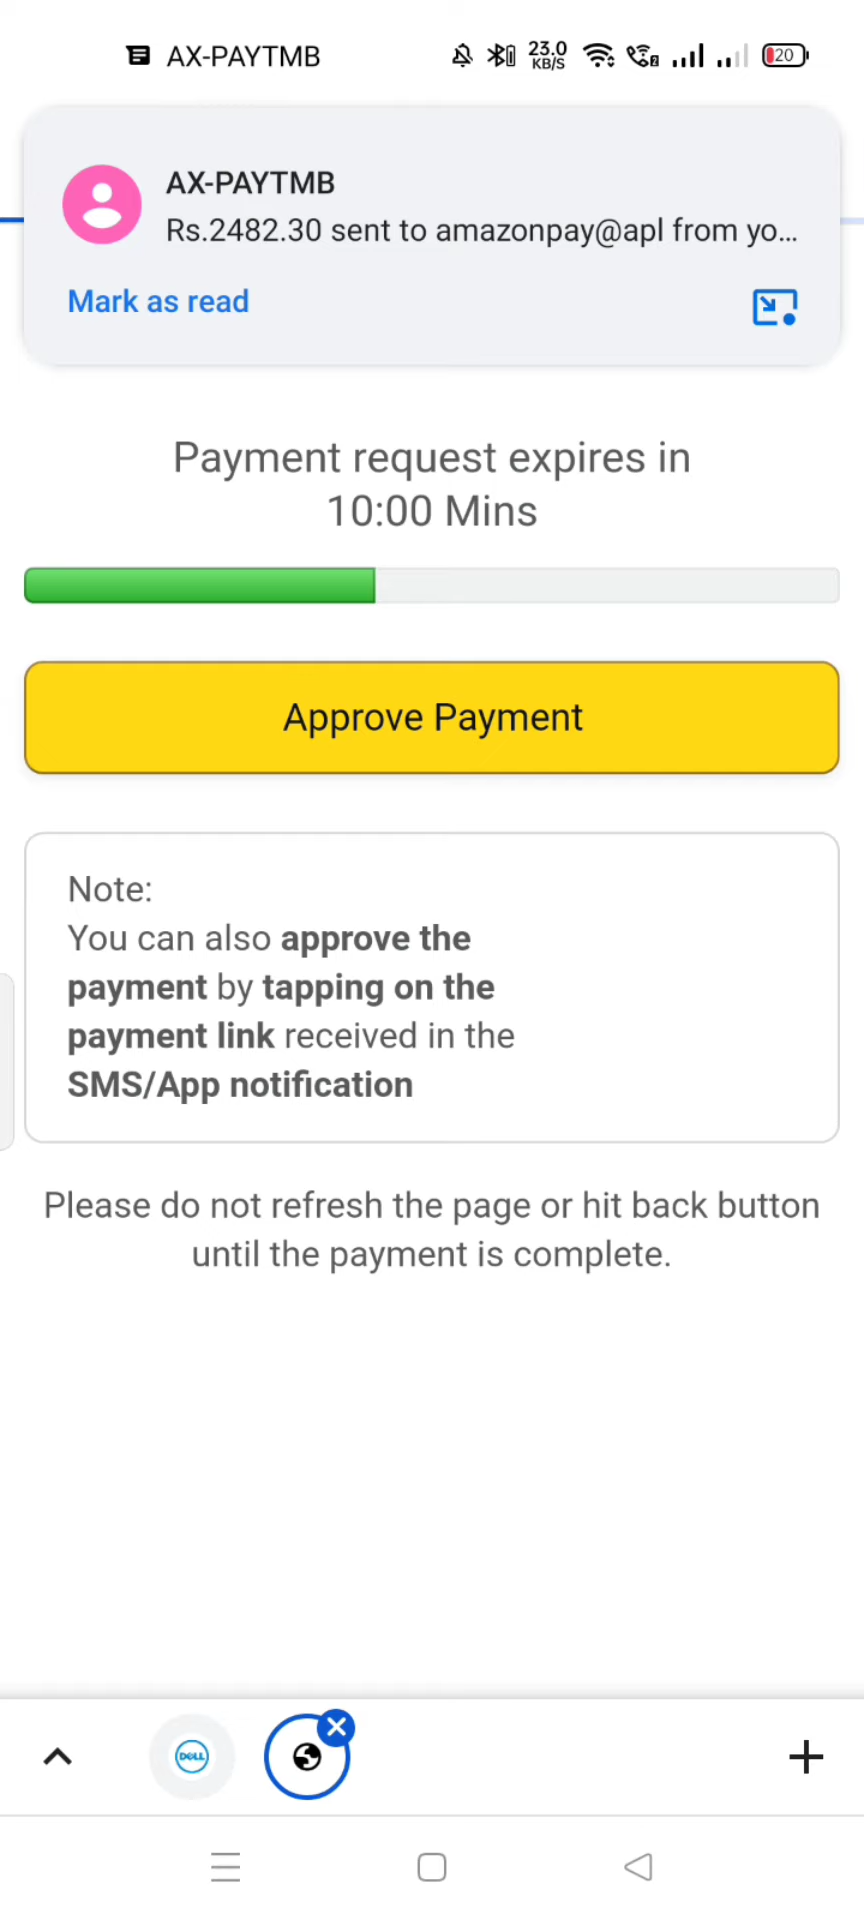 AX-PAYTMB
23.0
KB/S
2
20
AX-PAYTMB
Rs.2482.30 sent to amazonpay@apl from yo...
Mark as read
Payment request expires in
10:00 Mins
Approve Payment
Note:
You can also approve the
payment by tapping on the
payment link received in the
SMS/App notification
Please do not refresh the page or hit back button
until the payment is complete.
DELL